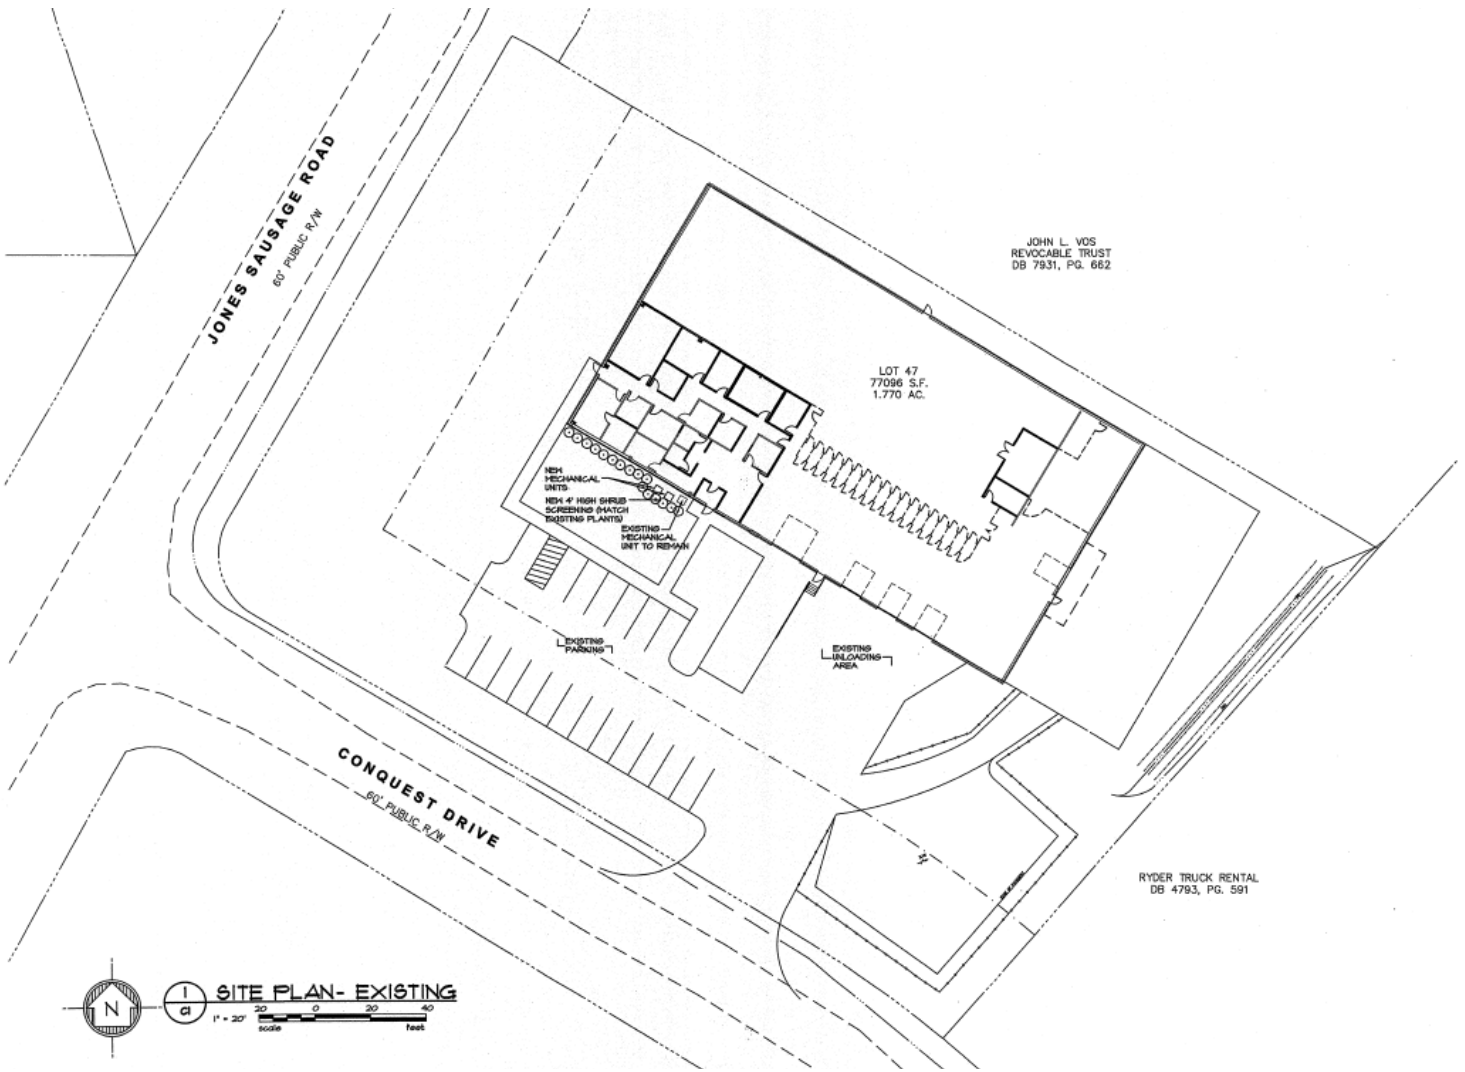 JONES SAUSAGE ROAD
60' PUBLIC R/W
JOHN L. VOS
REVOCABLE TRUST
DB 7931, PG. 662
LOT 47
77096 S.F.
1.770 AC.
NEW
MECHANICAL
UNITS
NEW 4' HIGH SHRUB
SCREENING (MATCH
EXISTING PLANTS)
EXISTING
MECHANICAL
UNIT TO REMAIN
EXISTING
PARKING
EXISTING
UNLOADING
AREA
CONQUEST DRIVE
60' PUBLIC R/W
RYDER TRUCK RENTAL
DB 4793, PG. 591
N
1
C1
SITE PLAN- EXISTING
1" = 20'
20 0 20 40
scale feet